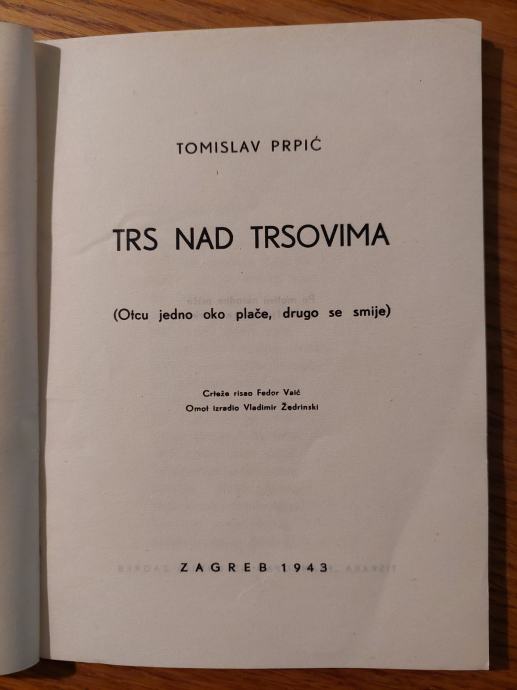 TOMISLAV PRPIĆ
TRS NAD TRSOVIMA
(Otcu jedno oko plače, drugo se smije)
Crteže risao Fedor Vaić
Omot izradio Vladimir Žedrinski
ZAGREB 1943